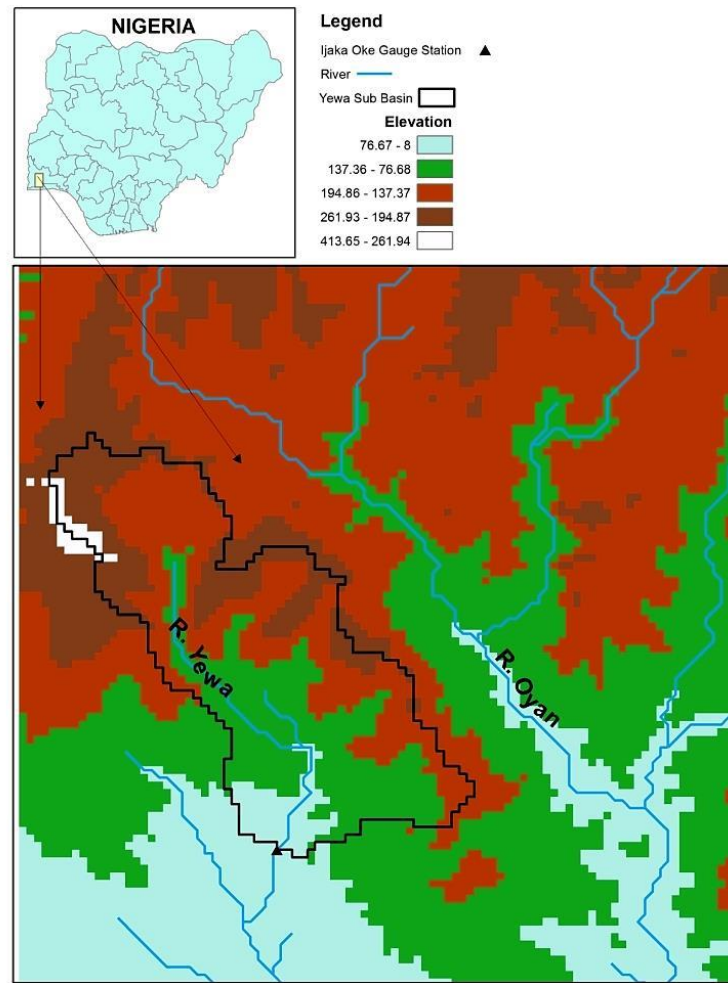 NIGERIA
Legend
Ijaka Oke Gauge Station
River
Yewa Sub Basin
Elevation
76.67 - 8
137.36 - 76.68
194.86 - 137.37
261.93 - 194.87
413.65 - 261.94
R. Yewa
R. Oyan